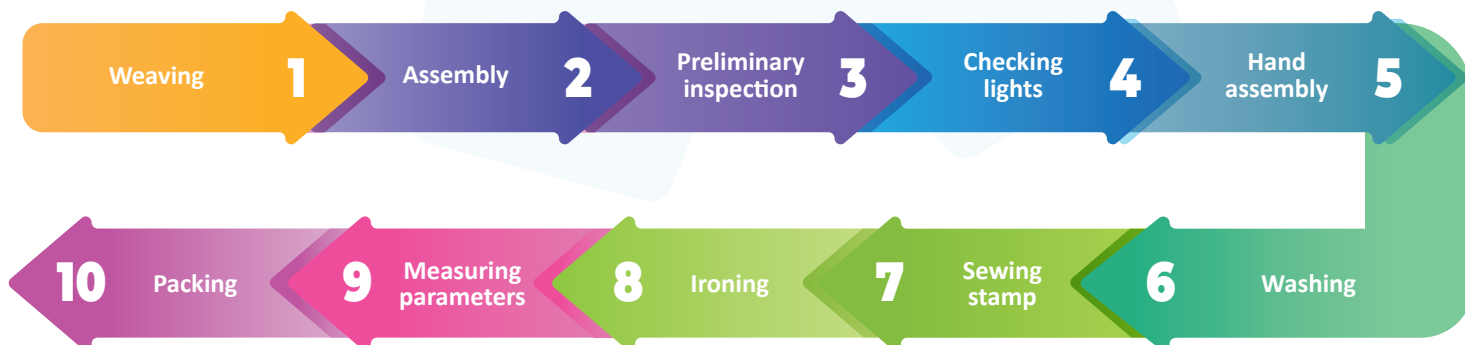 Weaving 1
Assembly 2
Preliminary
inspection 3
Checking
lights 4
Hand
assembly 5
10 Packing
9 Measuring
parameters
8 Ironing
7 Sewing
stamp
6 Washing